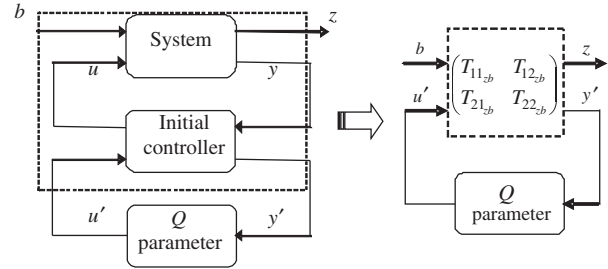 b
System
z
u
y
Initial
controller
u′
Q
parameter
y′
b
T11zb T12zb
T21zb T22zb
z
u′
y′
Q
parameter